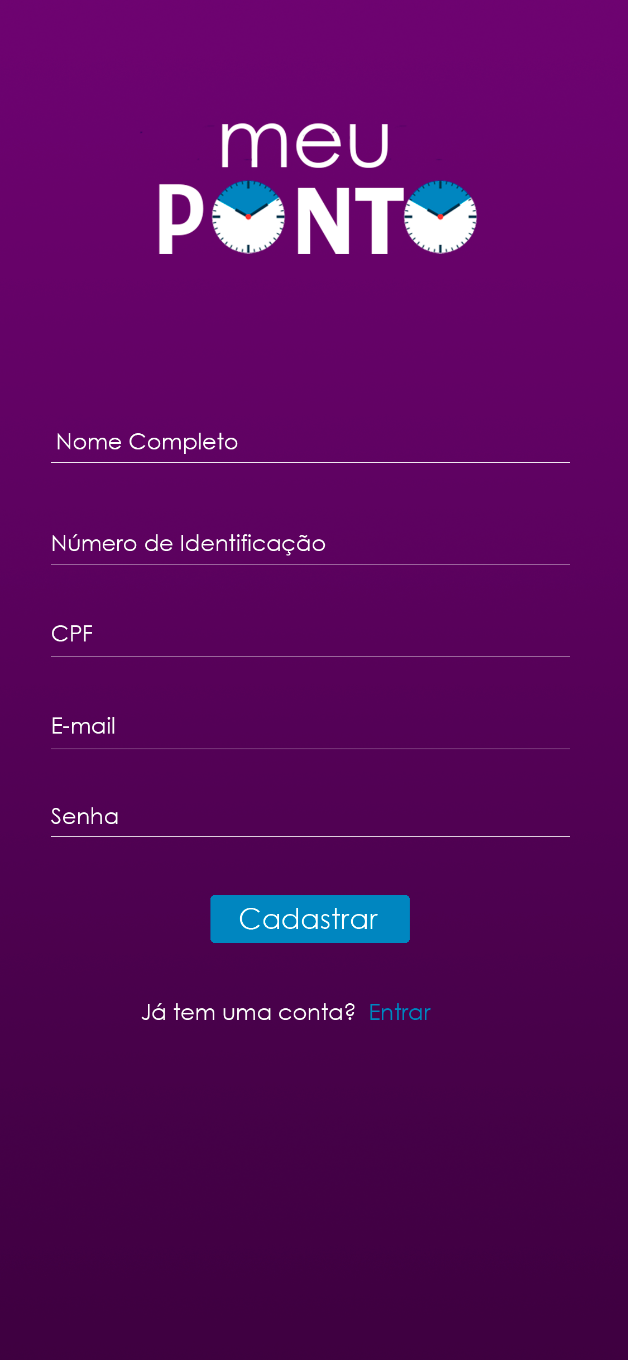 meu
PONTO
Nome Completo
Número de Identificação
CPF
E-mail
Senha
Cadastrar
Já tem uma conta? Entrar